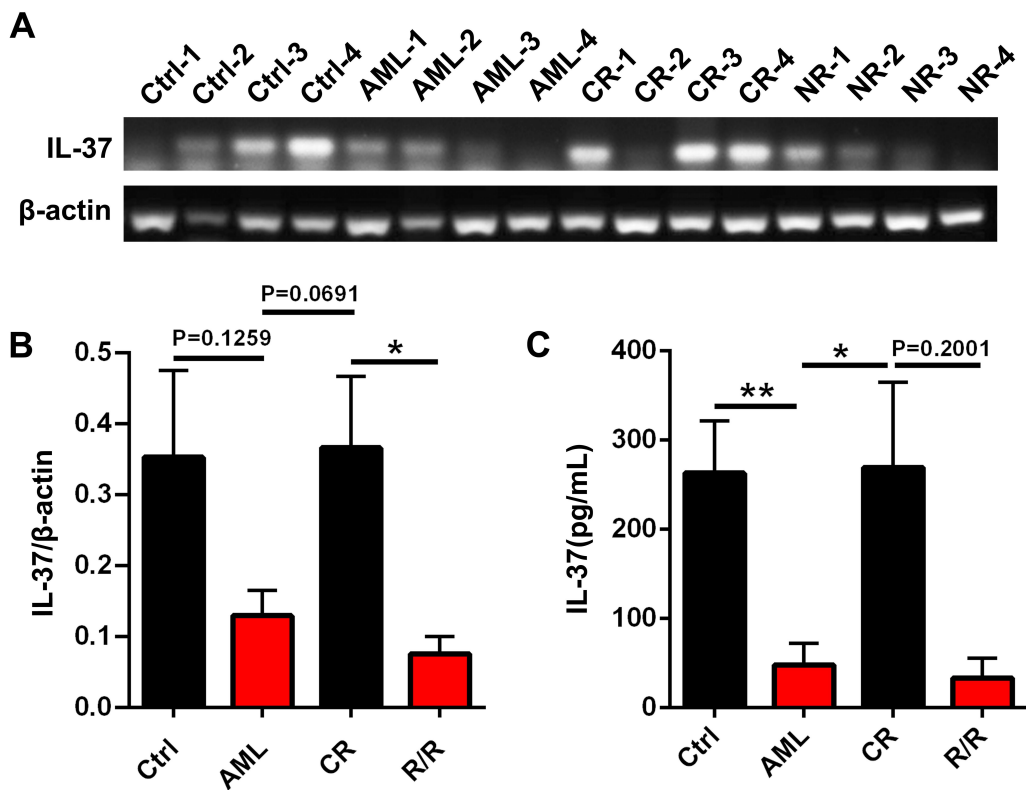 A
Ctrl-1 Ctrl-2 Ctrl-3 Ctrl-4 AML-1 AML-2 AML-3 AML-4 CR-1 CR-2 CR-3 CR-4 NR-1 NR-2 NR-3 NR-4
IL-37
β-actin
B
P=0.0691
P=0.1259
*
0.5
0.4
0.3
0.2
0.1
0.0
IL-37/β-actin
Ctrl AML CR R/R
C
P=0.2001
*
**
400
300
200
100
0
IL-37(pg/mL)
Ctrl AML CR R/R